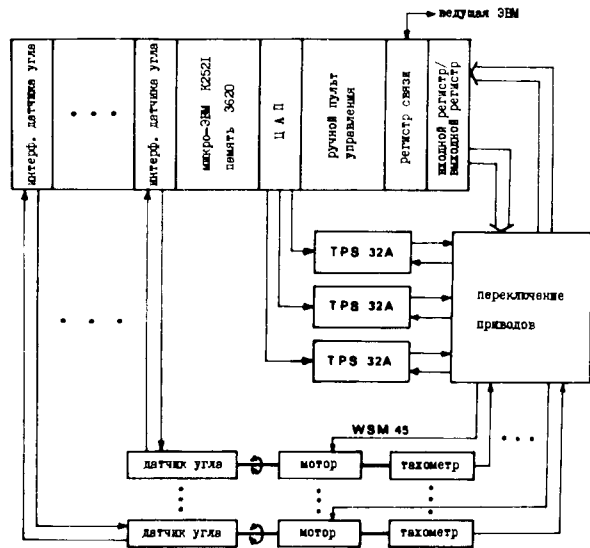 ведущая ЭВМ
интерф. датчика угла
интерф. датчика угла
микро-ЭВМ К2521
память 3620
ЦАП
ручной пульт
управления
регистр связи
входной регистр/
выходной регистр
TPS 32A
TPS 32A
TPS 32A
переключение
приводов
WSM 45
датчик угла
мотор
тахометр
датчик угла
мотор
тахометр